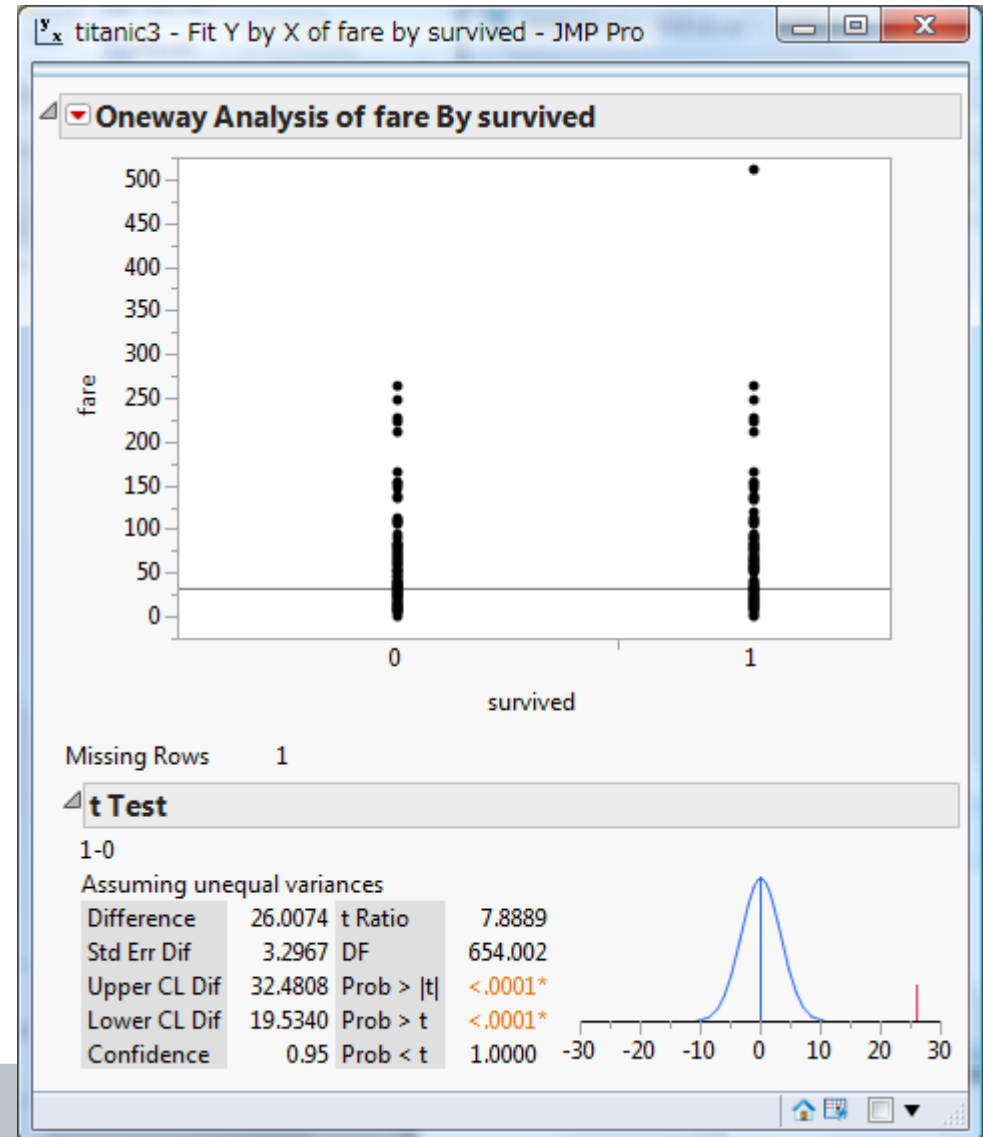 titanic3 - Fit Y by X of fare by survived - JMP Pro
Oneway Analysis of fare By survived
500
450
400
350
300
250
200
150
100
50
0
fare
0 1
survived
Missing Rows 1
t Test
1-0
Assuming unequal variances
Difference 26.0074 t Ratio 7.8889
Std Err Dif 3.2967 DF 654.002
Upper CL Dif 32.4808 Prob > |t| <.0001*
Lower CL Dif 19.5340 Prob > t <.0001*
Confidence 0.95 Prob < t 1.0000
-30 -20 -10 0 10 20 30